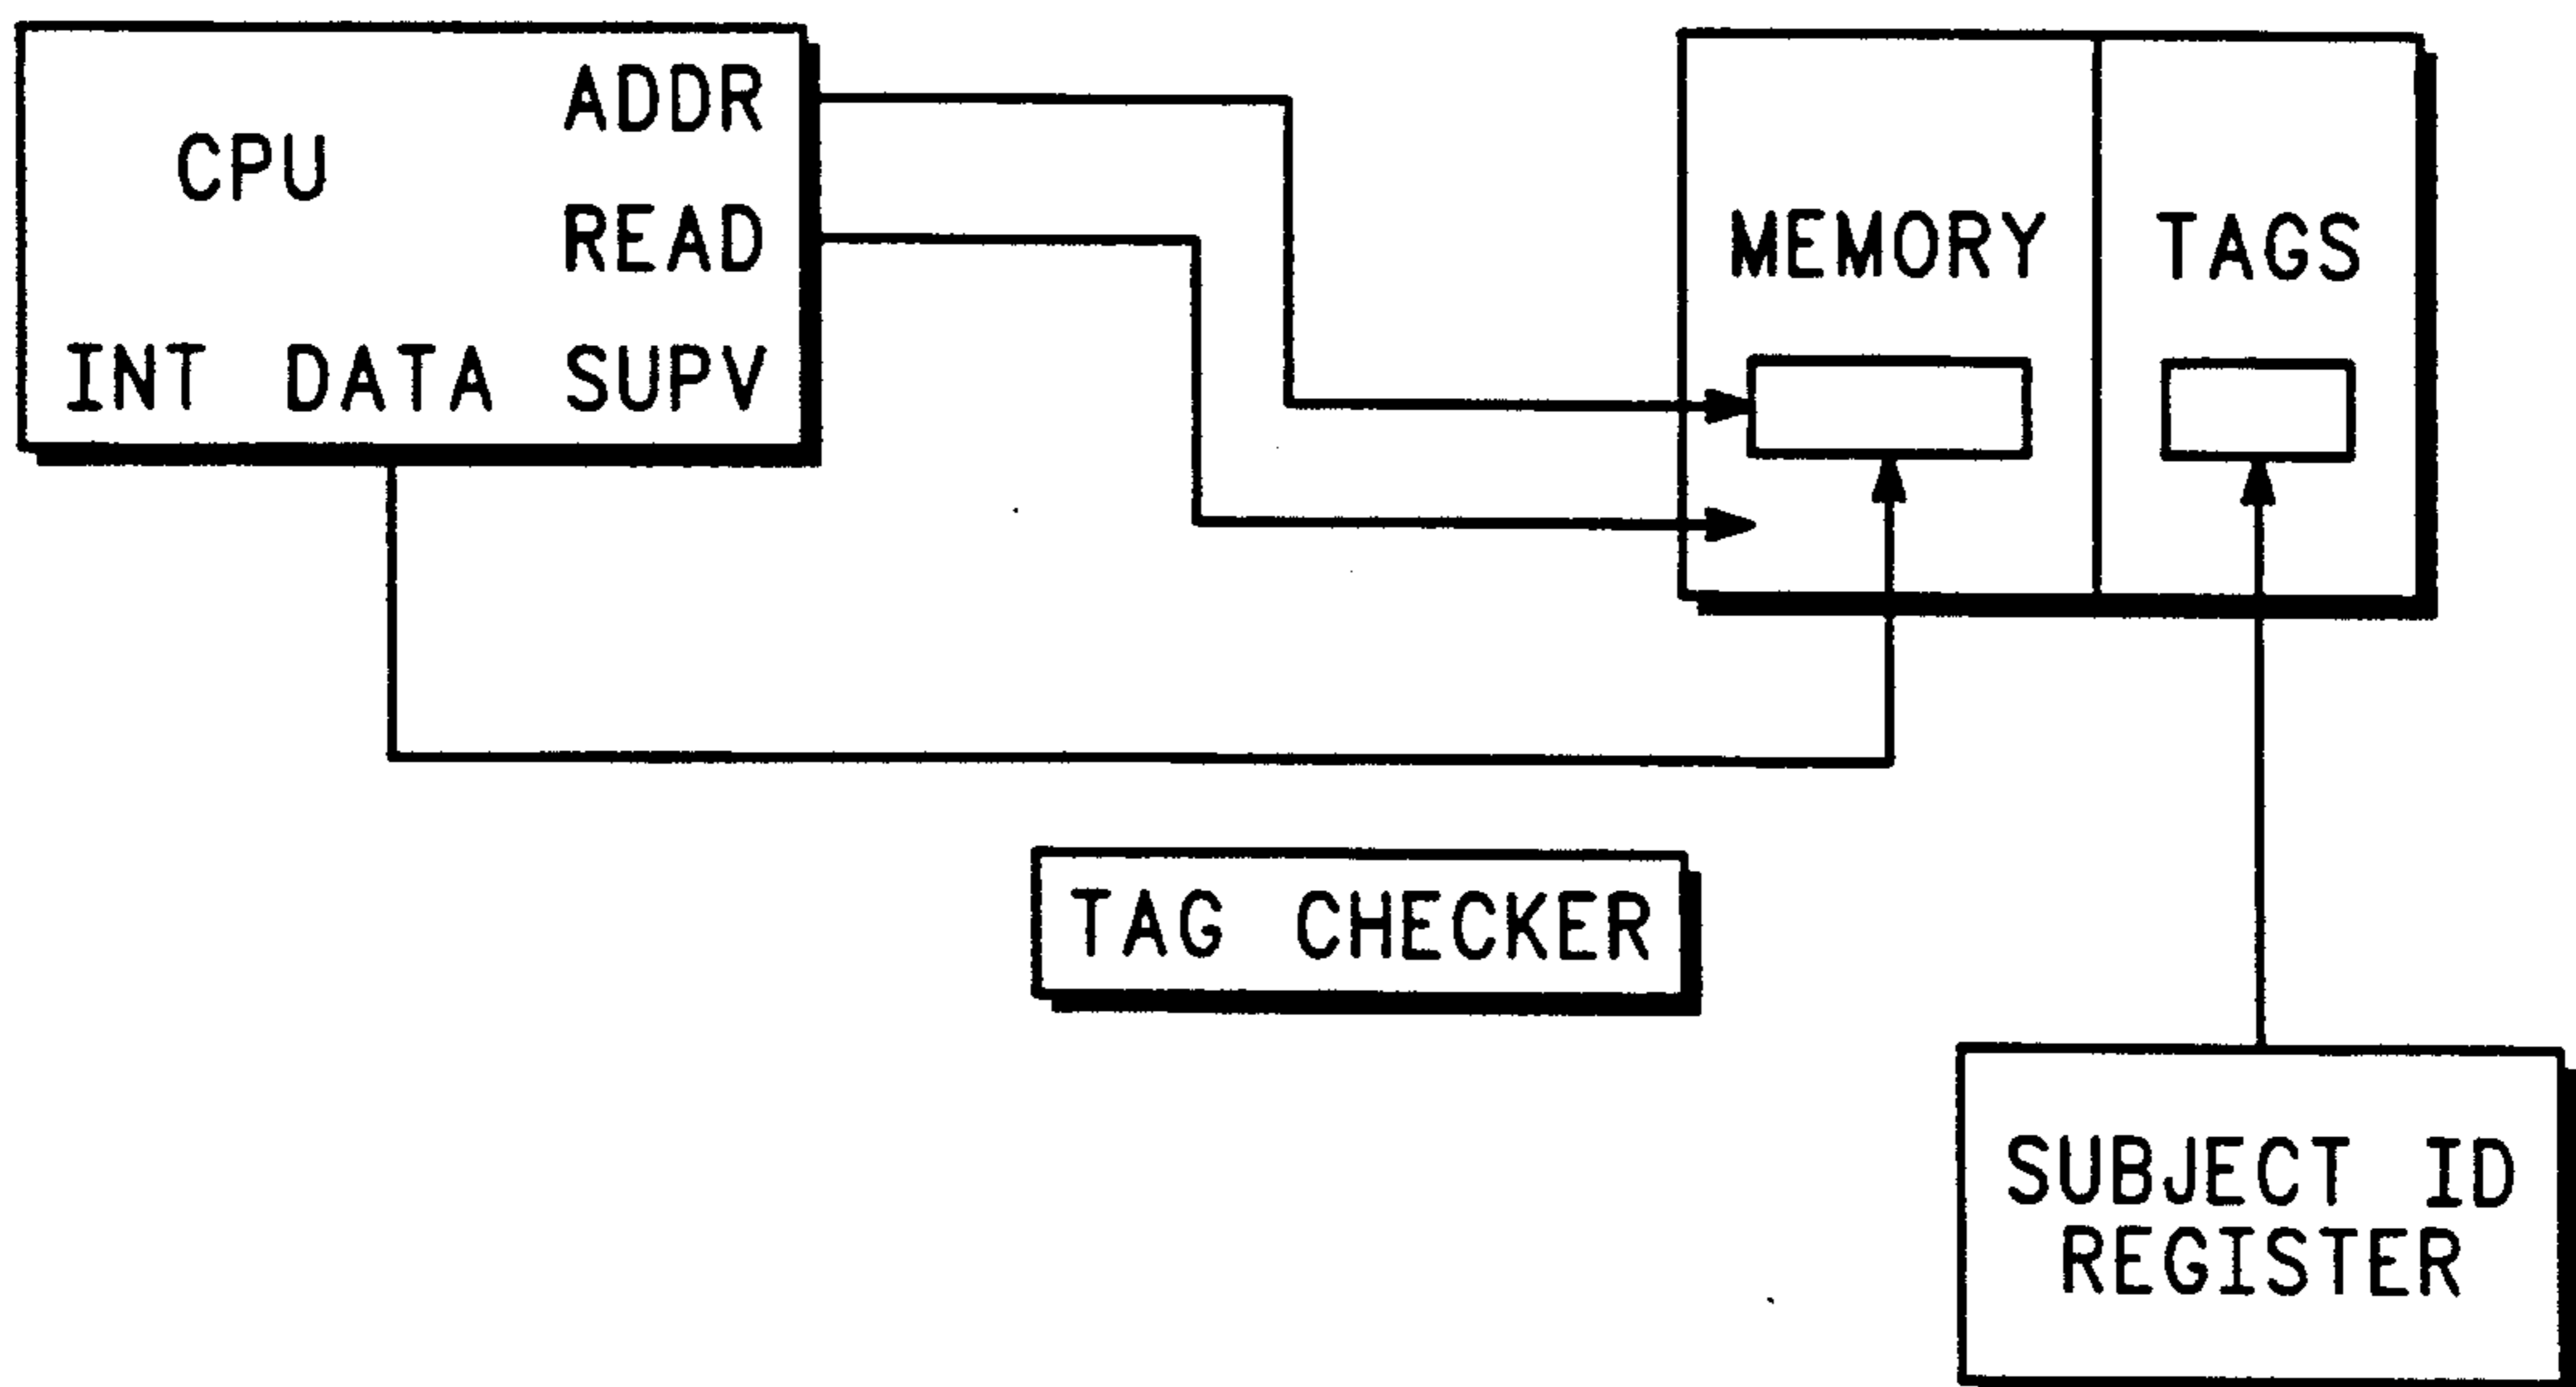 CPU
ADDR
READ
INT DATA SUPV
MEMORY
TAGS
TAG CHECKER
SUBJECT ID
REGISTER